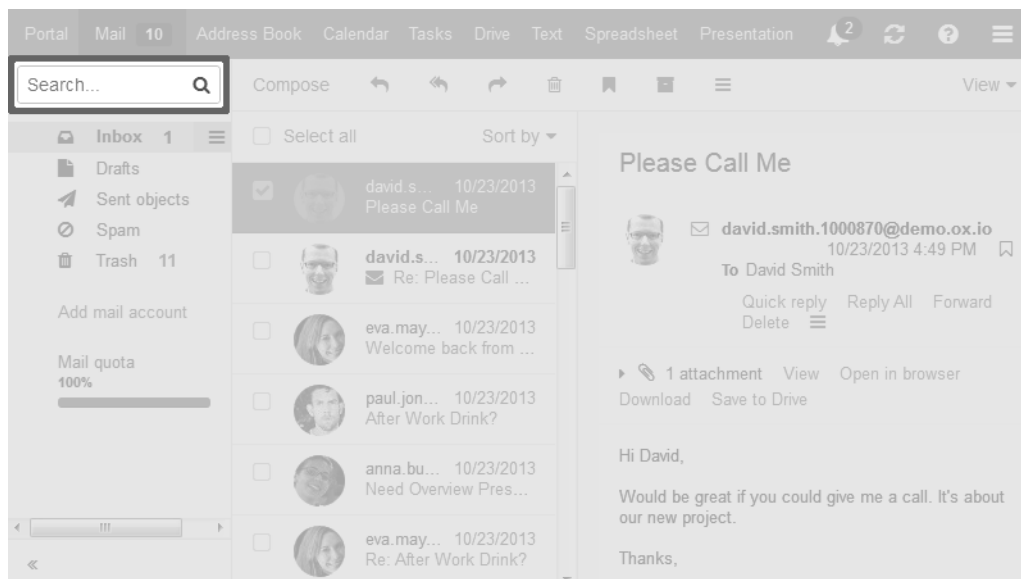 Portal Mail 10 Address Book Calendar Tasks Drive Text Spreadsheet Presentation 2
Search...
Compose View
Inbox 1
Drafts
Sent objects
Spam
Trash 11
Add mail account
Mail quota
100%
Select all Sort by
david.s... 10/23/2013
Please Call Me
david.s... 10/23/2013
Re: Please Call ...
eva.may... 10/23/2013
Welcome back from ...
paul.jon... 10/23/2013
After Work Drink?
anna.bu... 10/23/2013
Need Overview Pres...
eva.may... 10/23/2013
Re: After Work Drink?
Please Call Me
david.smith.1000870@demo.ox.io
10/23/2013 4:49 PM
To David Smith
Quick reply Reply All Forward
Delete
1 attachment View Open in browser
Download Save to Drive
Hi David,
Would be great if you could give me a call. It's about
our new project.
Thanks,